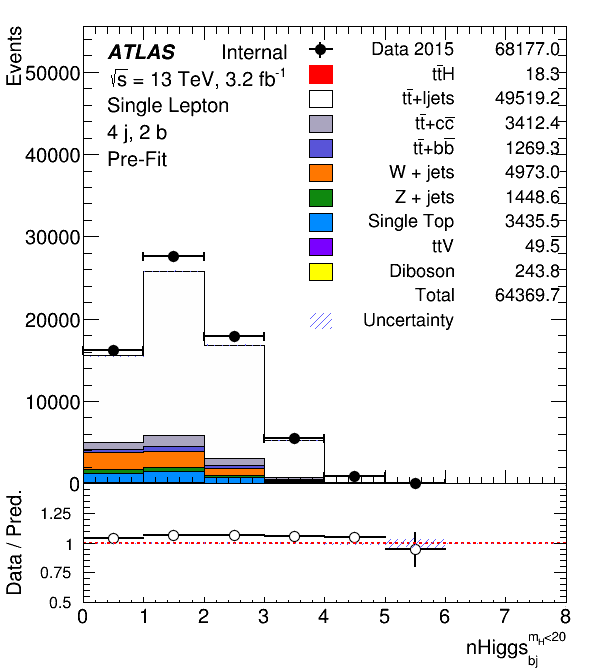 Events
ATLAS Internal
√s = 13 TeV, 3.2 fb⁻¹
Single Lepton
4 j, 2 b
Pre-Fit
Data 2015 68177.0
tt̄H 18.3
tt̄+ljets 49519.2
tt̄+cc̄ 3412.4
tt̄+bb̄ 1269.3
W + jets 4973.0
Z + jets 1448.6
Single Top 3435.5
ttV 49.5
Diboson 243.8
Total 64369.7
Uncertainty
50000
40000
30000
20000
10000
0
Data / Pred.
1.25
1
0.75
0.5
0 1 2 3 4 5 6 7 8
nHiggs_bj^{m_H<20}